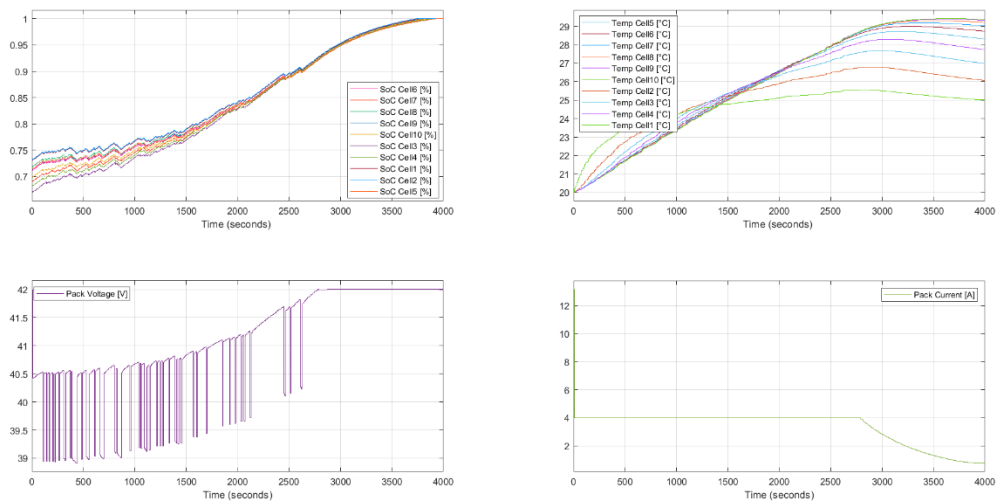 1
0.95
0.9
0.85
0.8
0.75
0.7
SoC Cell6 [%]
SoC Cell7 [%]
SoC Cell8 [%]
SoC Cell9 [%]
SoC Cell10 [%]
SoC Cell3 [%]
SoC Cell4 [%]
SoC Cell1 [%]
SoC Cell2 [%]
SoC Cell5 [%]
0 500 1000 1500 2000 2500 3000 3500 4000
Time (seconds)
29
28
27
26
25
24
23
22
21
20
Temp Cell5 [°C]
Temp Cell6 [°C]
Temp Cell7 [°C]
Temp Cell8 [°C]
Temp Cell9 [°C]
Temp Cell10 [°C]
Temp Cell2 [°C]
Temp Cell3 [°C]
Temp Cell4 [°C]
Temp Cell1 [°C]
0 500 1000 1500 2000 2500 3000 3500 4000
Time (seconds)
42
41.5
41
40.5
40
39.5
39
Pack Voltage [V]
0 500 1000 1500 2000 2500 3000 3500 4000
Time (seconds)
12
10
8
6
4
2
Pack Current [A]
0 500 1000 1500 2000 2500 3000 3500 4000
Time (seconds)